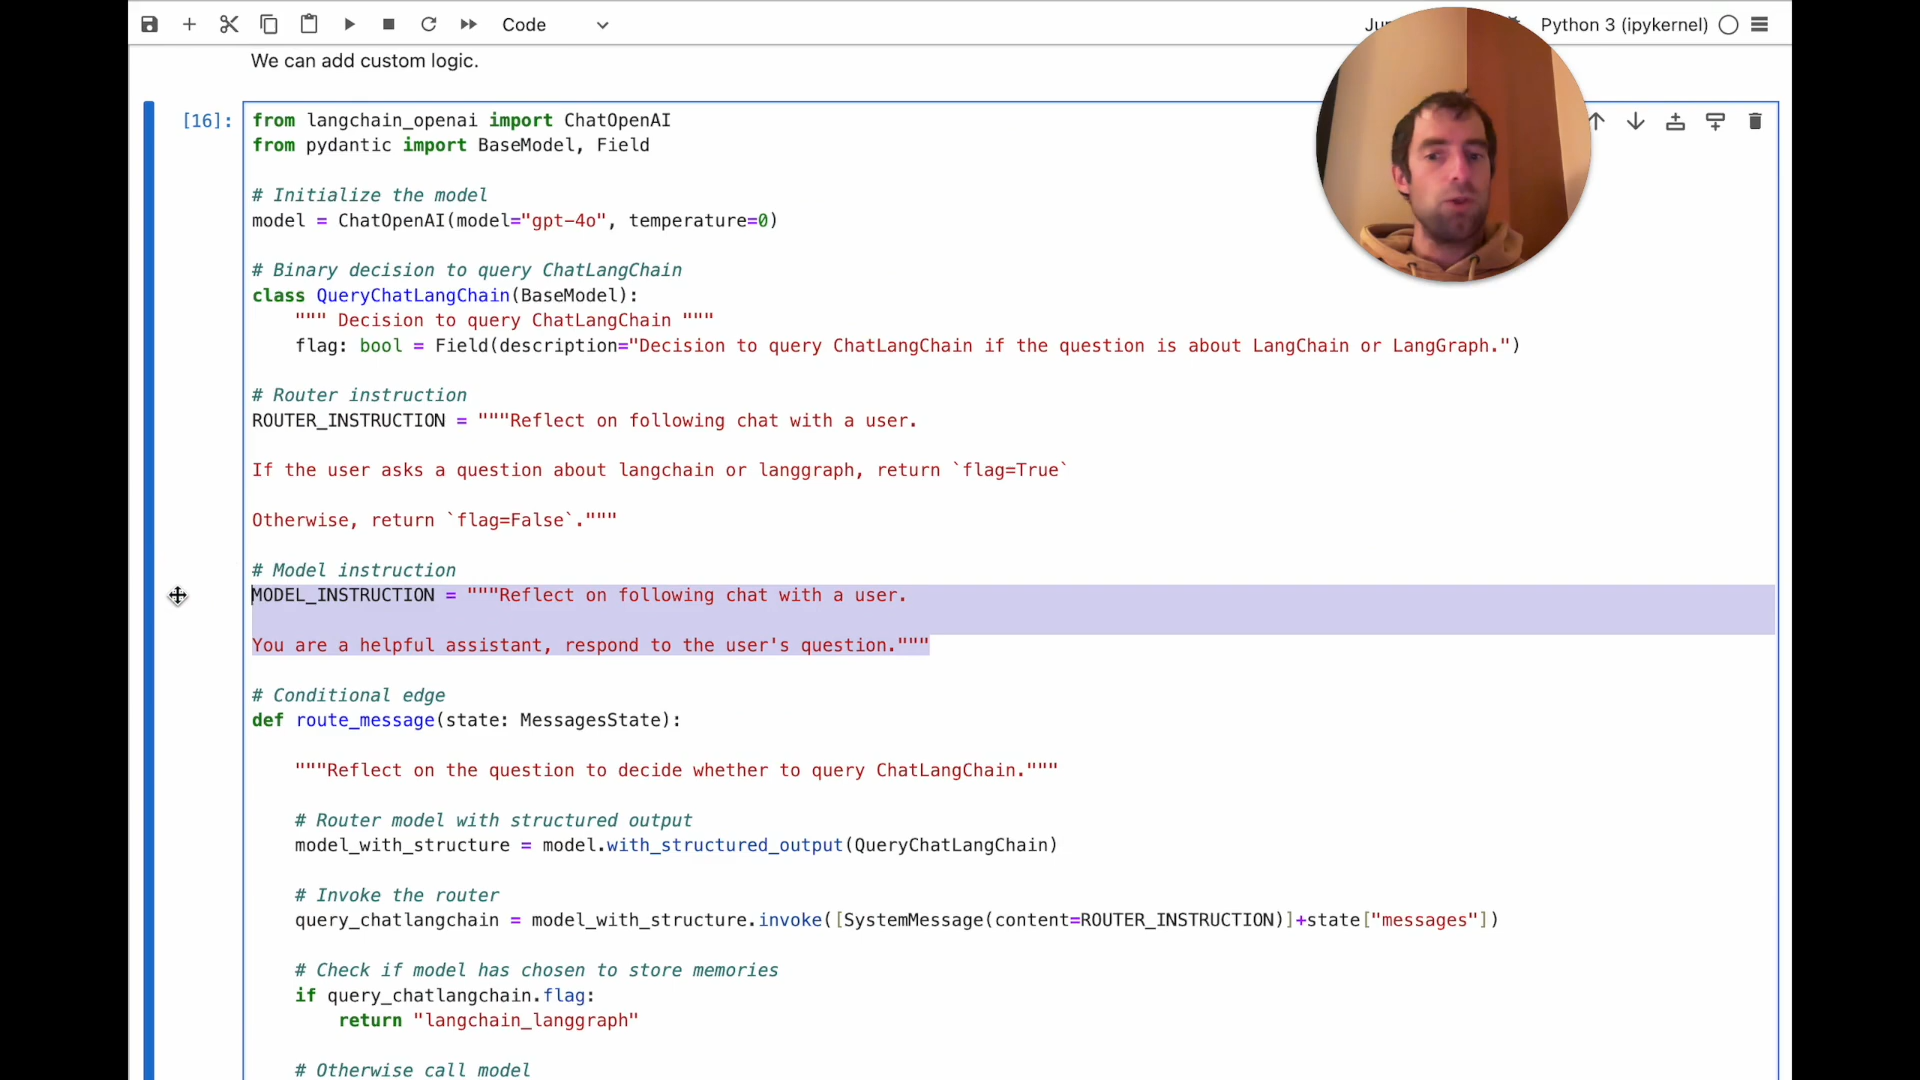 Code
Python 3 (ipykernel)
We can add custom logic.
[16]:
from langchain_openai import ChatOpenAI
from pydantic import BaseModel, Field
# Initialize the model
model = ChatOpenAI(model="gpt-4o", temperature=0)
# Binary decision to query ChatLangChain
class QueryChatLangChain(BaseModel):
    """ Decision to query ChatLangChain """
    flag: bool = Field(description="Decision to query ChatLangChain if the question is about LangChain or LangGraph.")
# Router instruction
ROUTER_INSTRUCTION = """Reflect on following chat with a user.
If the user asks a question about langchain or langgraph, return `flag=True`
Otherwise, return `flag=False`."""
# Model instruction
MODEL_INSTRUCTION = """Reflect on following chat with a user.
You are a helpful assistant, respond to the user's question."""
# Conditional edge
def route_message(state: MessagesState):
    """Reflect on the question to decide whether to query ChatLangChain."""
    # Router model with structured output
    model_with_structure = model.with_structured_output(QueryChatLangChain)
    # Invoke the router
    query_chatlangchain = model_with_structure.invoke([SystemMessage(content=ROUTER_INSTRUCTION)]+state["messages"])
    # Check if model has chosen to store memories
    if query_chatlangchain.flag:
        return "langchain_langgraph"
    # Otherwise call model